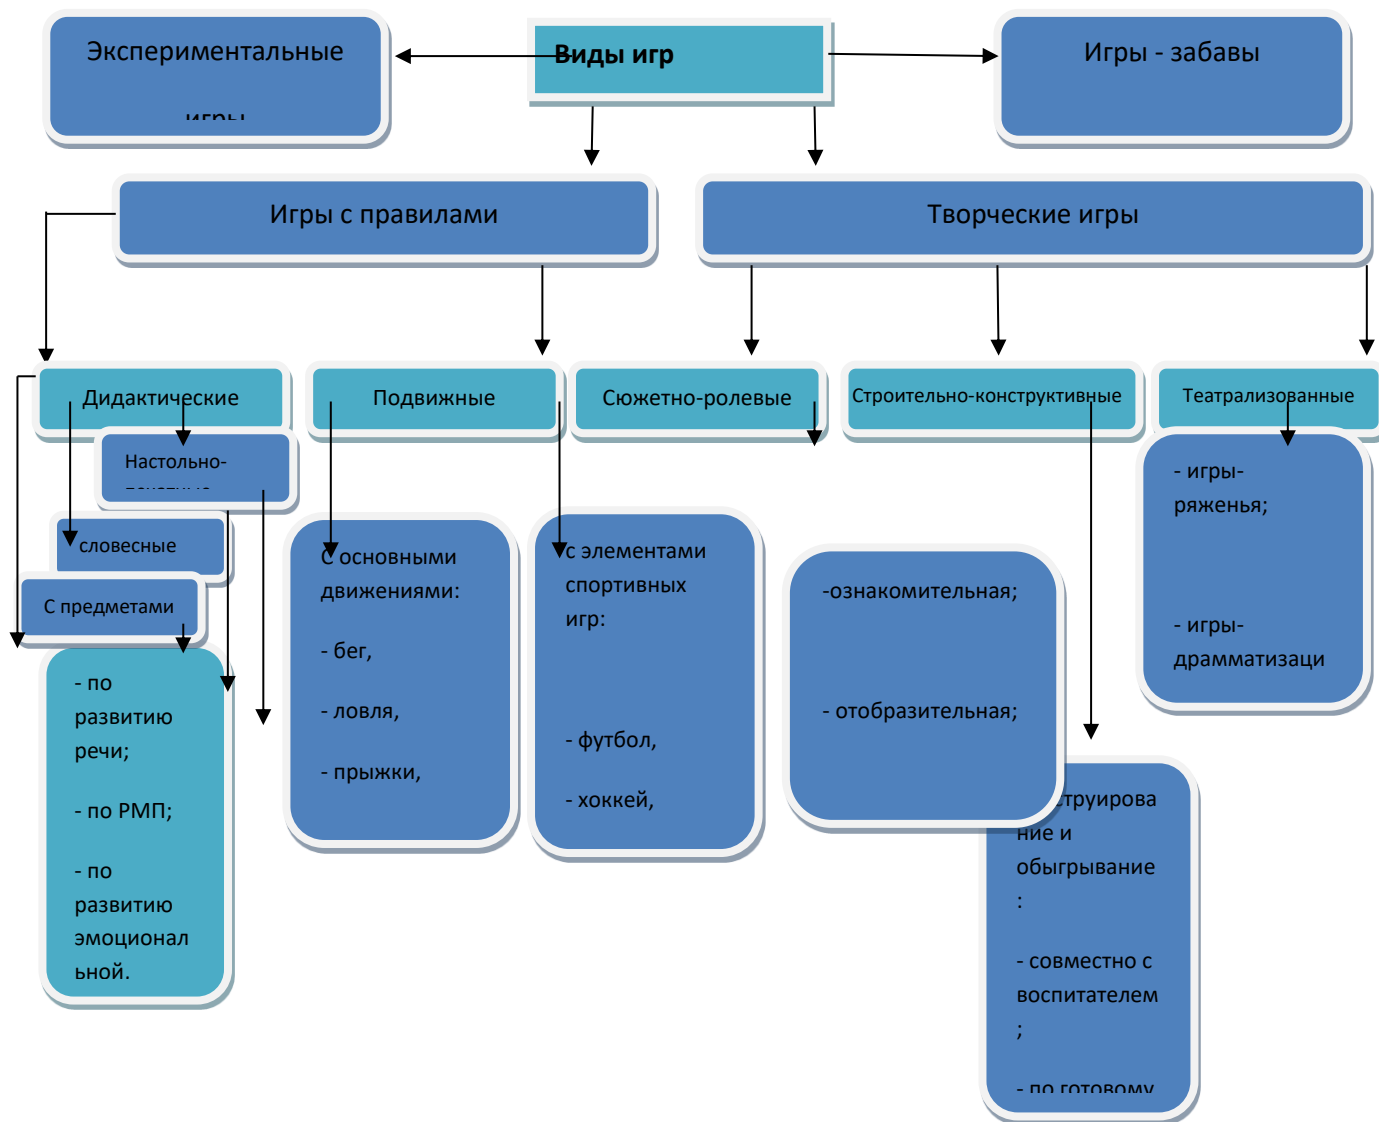 Экспериментальные
Виды игр
Игры - забавы
Игры с правилами
Творческие игры
Дидактические
Подвижные
Сюжетно-ролевые
Строительно-конструктивные
Театрализованные
Настольно-
словесные
С предметами
- по
развитию
речи;
- по РМП;
- по
развитию
эмоционал
ьной.
С основными
движениями:
- бег,
- ловля,
- прыжки,
с элементами
спортивных
игр:
- футбол,
- хоккей,
-ознакомительная;
- отобразительная;
- игры-
ряженья;
- игры-
драмматизаци
ние и
обыгрывание
:
- совместно с
воспитателем
;
- по готовому